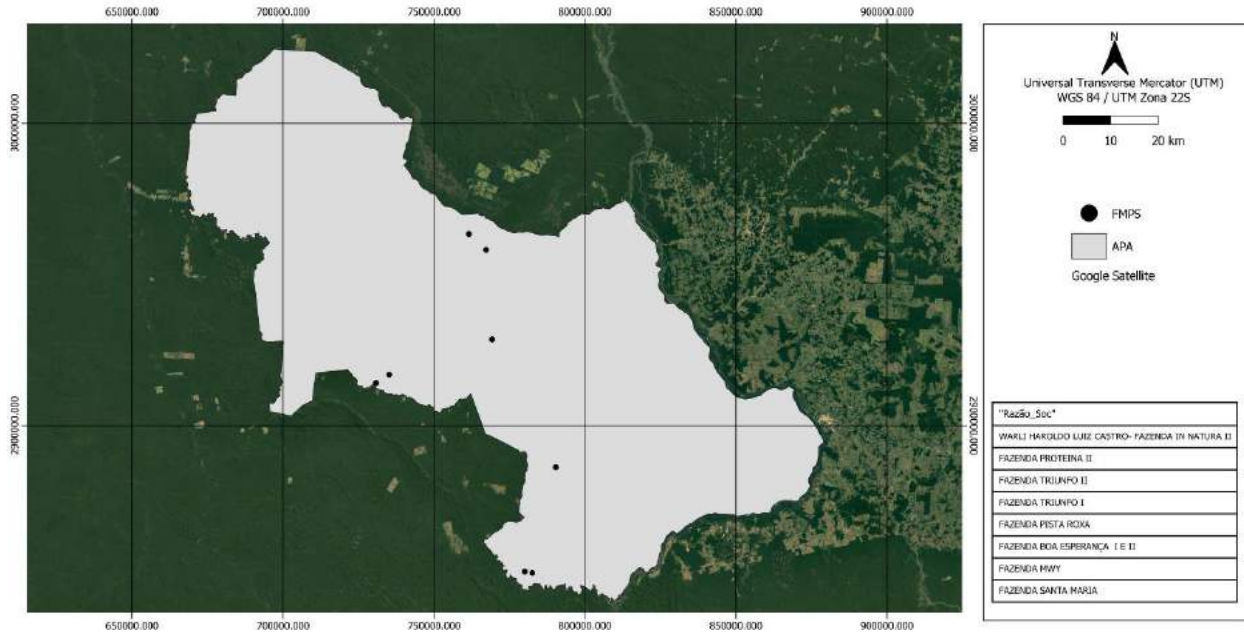 650000.000 700000.000 750000.000 800000.000 850000.000 900000.000
3000000.000
2900000.000
3000000.000
2900000.000
650000.000 700000.000 750000.000 800000.000 850000.000 900000.000
N
Universal Transverse Mercator (UTM)
WGS 84 / UTM Zona 22S
0 10 20 km
FMPS
APA
Google Satellite
"Razão_Soc"
WARLI HAROLDO LUIZ CASTRO- FAZENDA IN NATURA II
FAZENDA PROTEINA II
FAZENDA TRIUNFO II
FAZENDA TRIUNFO I
FAZENDA PISTA ROXA
FAZENDA BOA ESPERANÇA I E II
FAZENDA MWY
FAZENDA SANTA MARIA